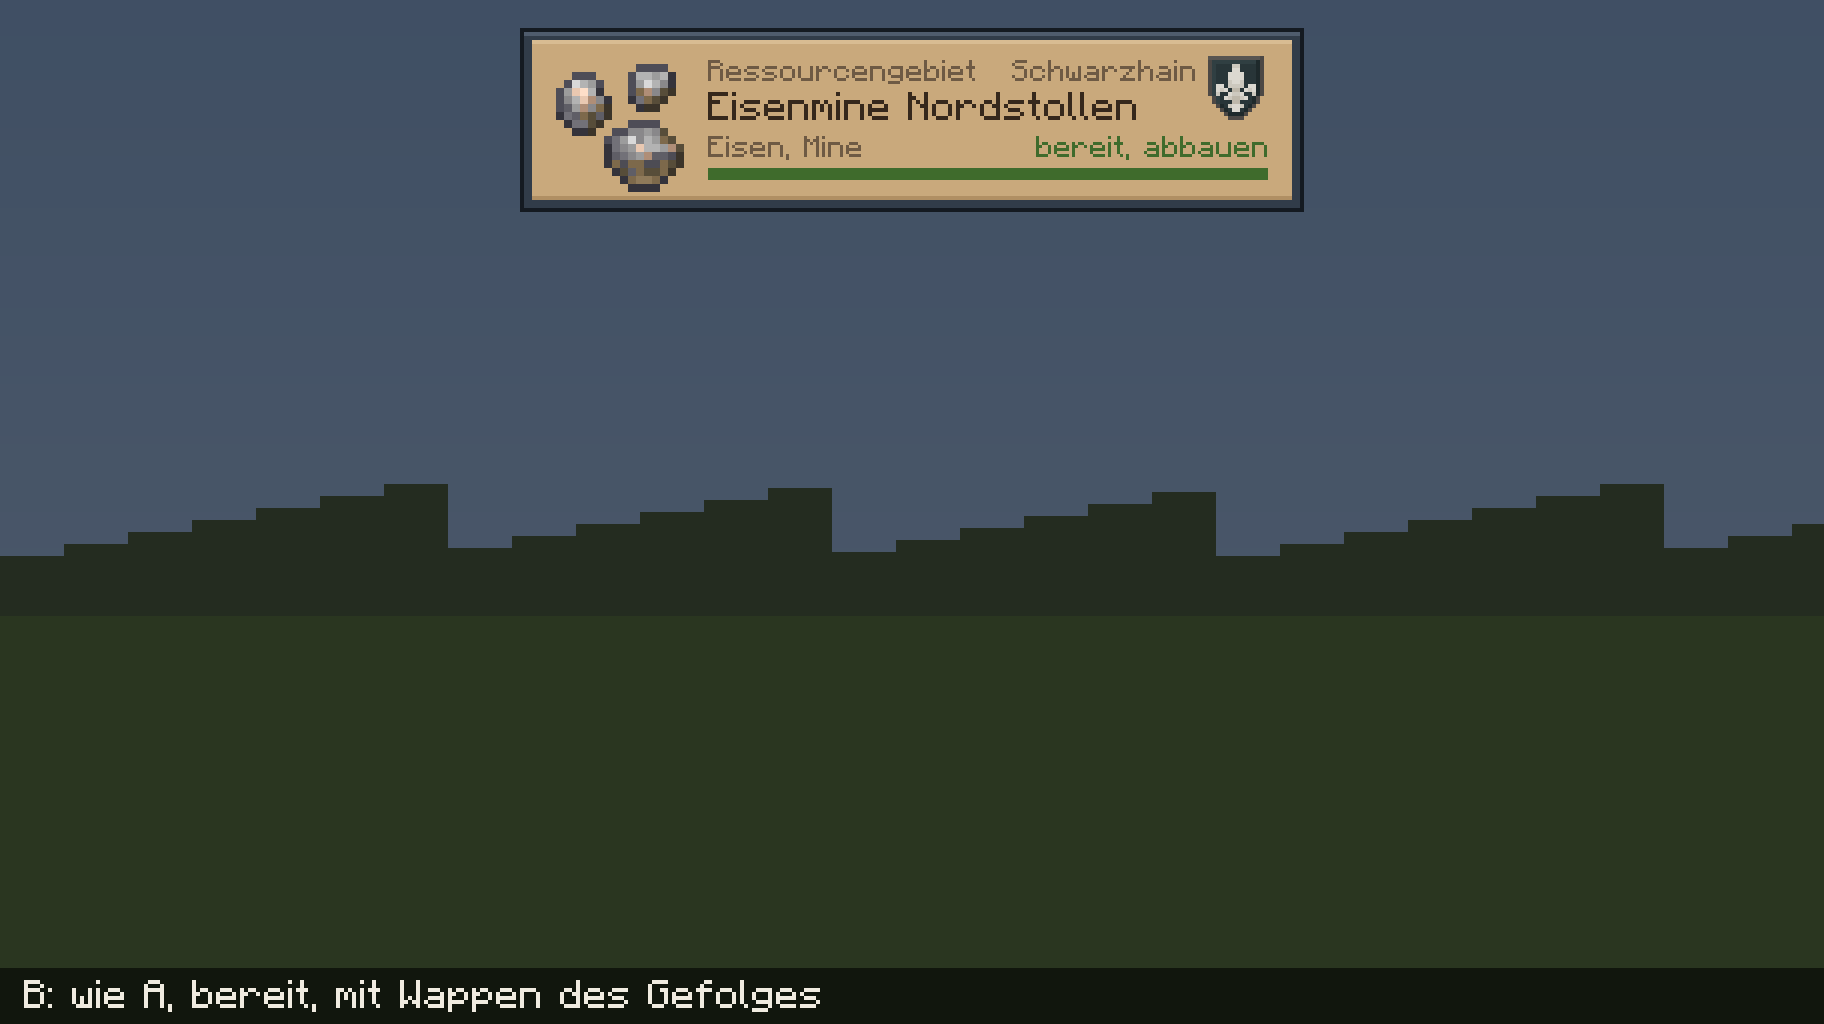 Ressourcengebiet Schwarzhain
Eisenmine Nordstollen
Eisen, Mine bereit, abbauen
B: wie A, bereit, mit Wappen des Gefolges